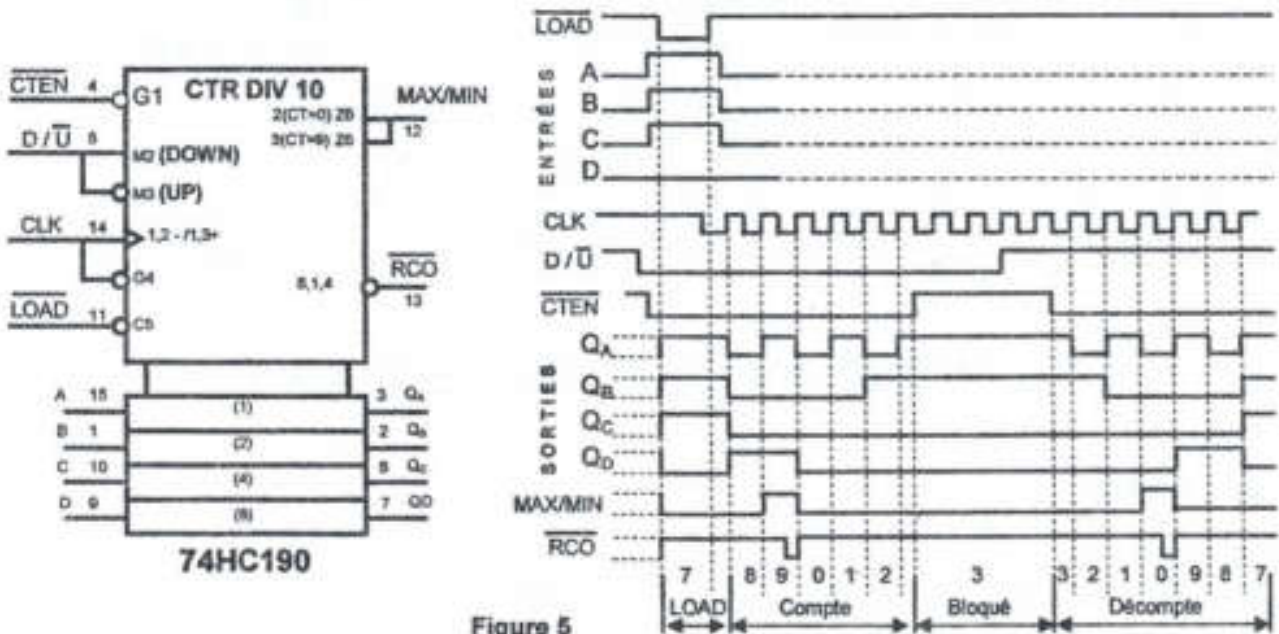 CTEN 4 G1 CTR DIV 10
2(CT=0) Z6 MAX/MIN
3(CT=9) Z6 12
D / U 5 M2 (DOWN)
M3 (UP)
CLK 14 1,2 - /1,3+
G4 6,1,4 RCO
13
LOAD 11 C5
A 15 (1) 3 QA
B 1 (2) 2 QB
C 10 (4) 6 QC
D 9 (8) 7 QD
74HC190
LOAD
ENTRÉES
A
B
C
D
CLK
D / U
CTEN
SORTIES
QA
QB
QC
QD
MAX/MIN
RCO
7 8 9 0 1 2 3 3 2 1 0 9 8 7
LOAD Compte Bloqué Décompte
Figure 5